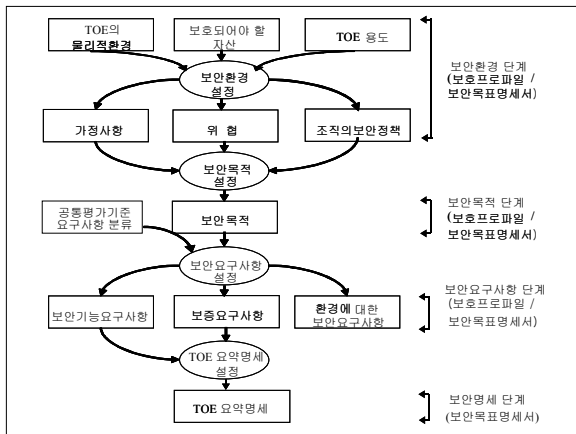 TOE의
물리적환경
보호되어야 할
자산
TOE 용도
보안환경
설정
보안환경 단계
(보호프로파일 /
보안목표명세서)
가정사항
위 협
조직의보안정책
보안목적
설정
공통평가기준
요구사항 분류
보안목적
보안목적 단계
(보호프로파일 /
보안목표명세서)
보안요구사항
설정
보안기능요구사항
보증요구사항
환경에 대한
보안요구사항
보안요구사항 단계
(보호프로파일 /
보안목표명세서)
TOE 요약명세
설정
TOE 요약명세
보안명세 단계
(보안목표명세서)